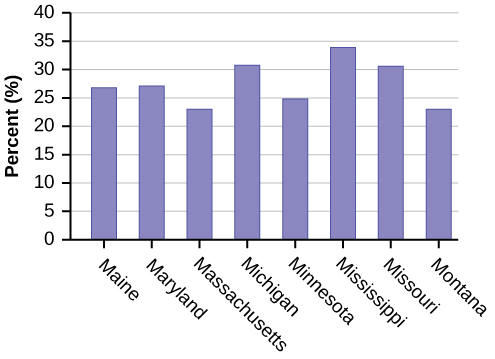 40
35
30
25
20
15
10
5
0
Percent (%)
Maine
Maryland
Massachusetts
Michigan
Minnesota
Mississippi
Missouri
Montana